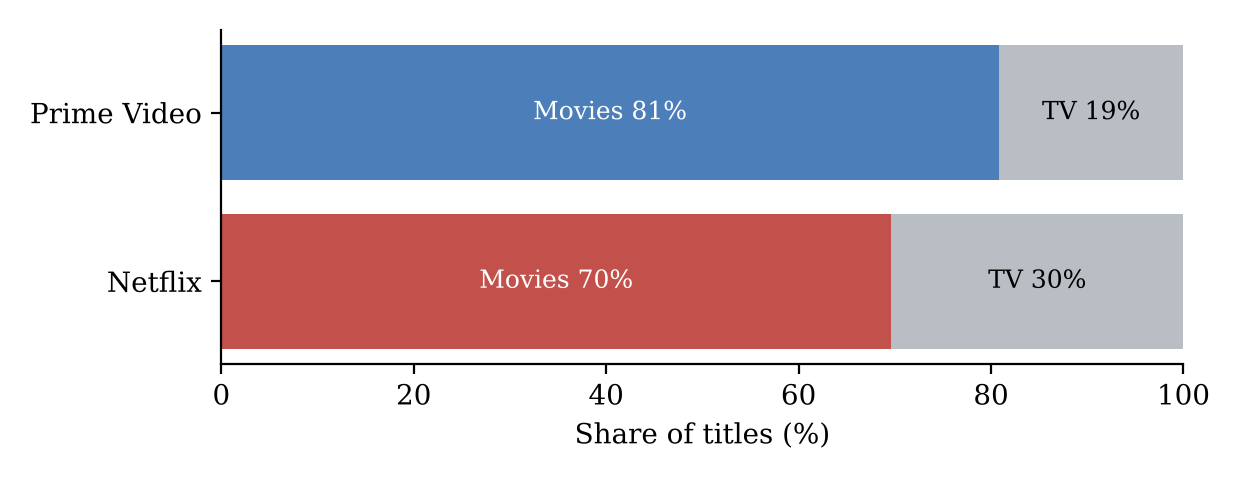 Prime Video
Movies 81%
TV 19%
Netflix
Movies 70%
TV 30%
0 20 40 60 80 100
Share of titles (%)